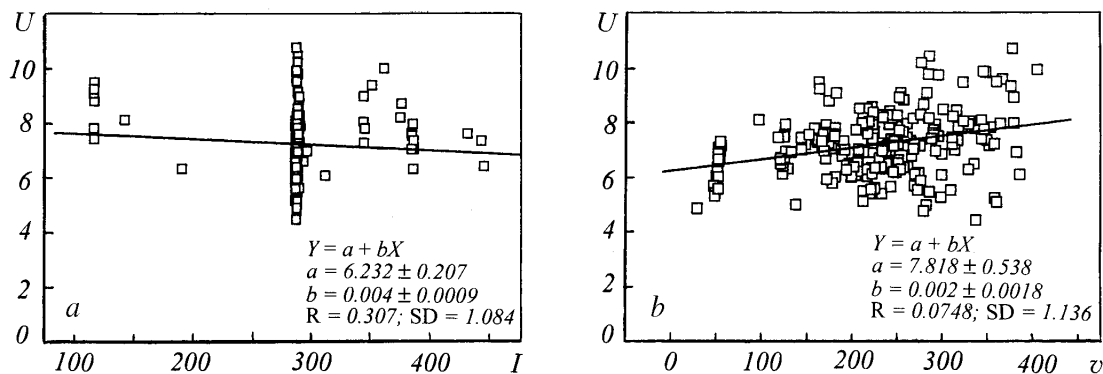 U
10
8
6
4
2
0
Y = a + bX
a = 6.232 ± 0.207
b = 0.004 ± 0.0009
R = 0.307; SD = 1.084
a
100 200 300 400 I
U
10
8
6
4
2
0
Y = a + bX
a = 7.818 ± 0.538
b = 0.002 ± 0.0018
R = 0.0748; SD = 1.136
b
0 100 200 300 400 v